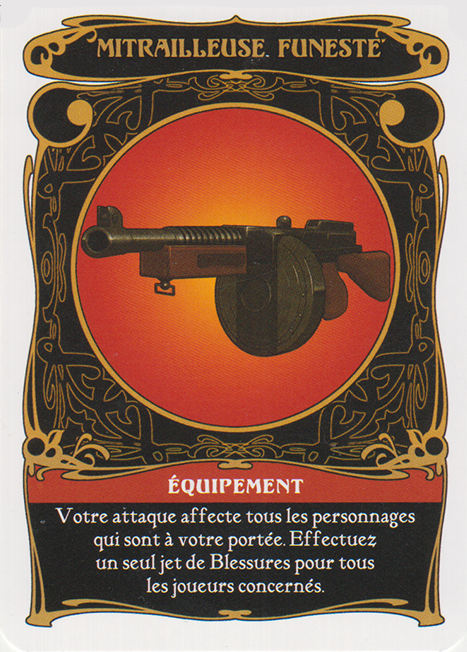 MITRAILLEUSE FUNESTE
ÉQUIPEMENT
Votre attaque affecte tous les personnages
qui sont à votre portée. Effectuez
un seul jet de Blessures pour tous
les joueurs concernés.